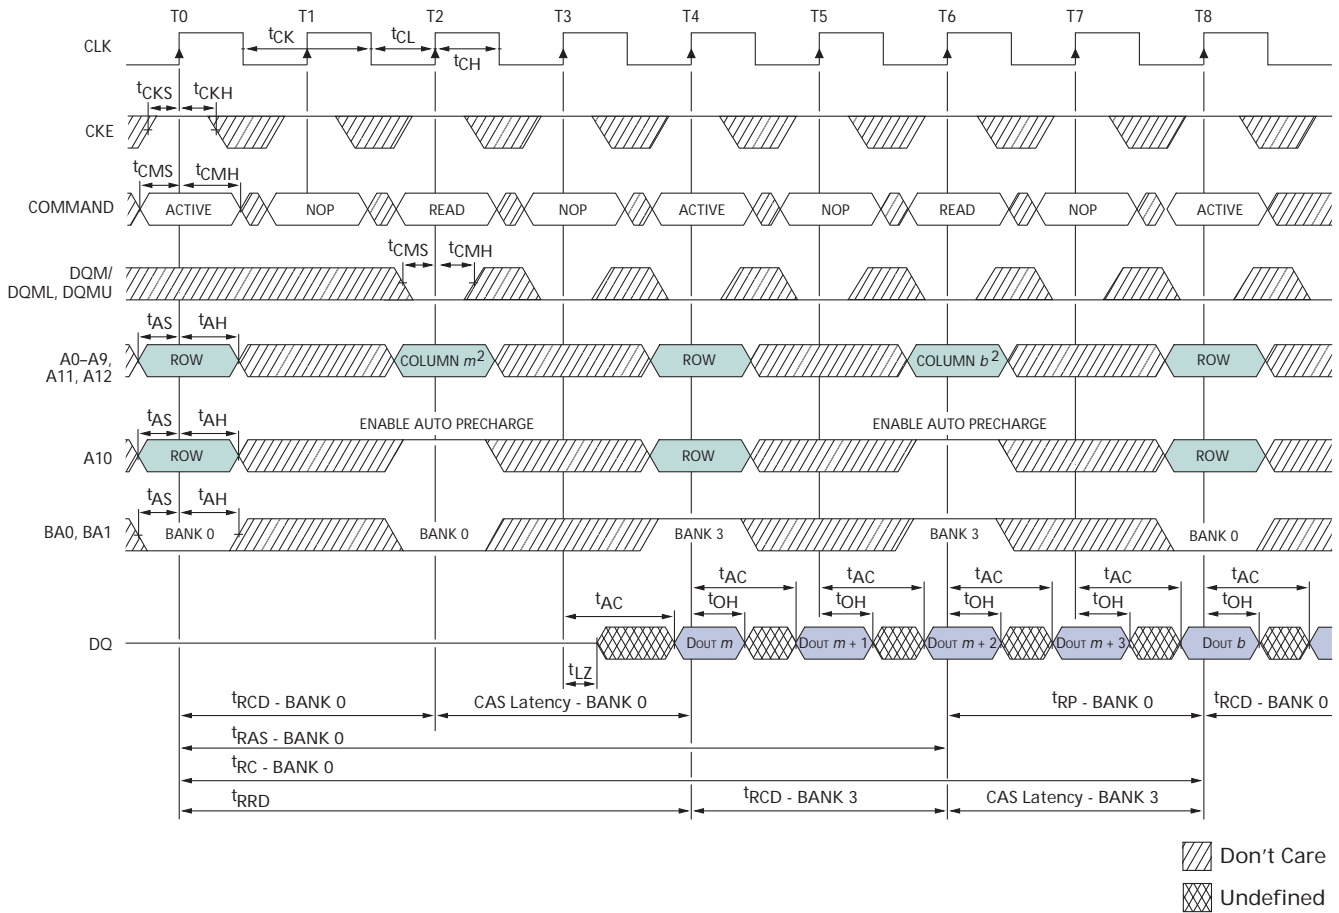 T0 T1 T2 T3 T4 T5 T6 T7 T8
CLK
tCK tCL tCH
tCKS tCKH
CKE
tCMS tCMH
COMMAND ACTIVE NOP READ NOP ACTIVE NOP READ NOP ACTIVE
tCMS tCMH
DQM/
DQML, DQMU
tAS tAH
A0–A9,
A11, A12
ROW COLUMN m2 ROW COLUMN b2 ROW
tAS tAH ENABLE AUTO PRECHARGE ENABLE AUTO PRECHARGE
A10 ROW ROW ROW
tAS tAH
BA0, BA1 BANK 0 BANK 0 BANK 3 BANK 3 BANK 0
tAC tAC tAC tAC tAC
tOH tOH tOH tOH tOH
DQ DOUT m DOUT m + 1 DOUT m + 2 DOUT m + 3 DOUT b
tLZ
tRCD - BANK 0 CAS Latency - BANK 0 tRP - BANK 0 tRCD - BANK 0
tRAS - BANK 0
tRC - BANK 0
tRRD tRCD - BANK 3 CAS Latency - BANK 3
Don't Care
Undefined